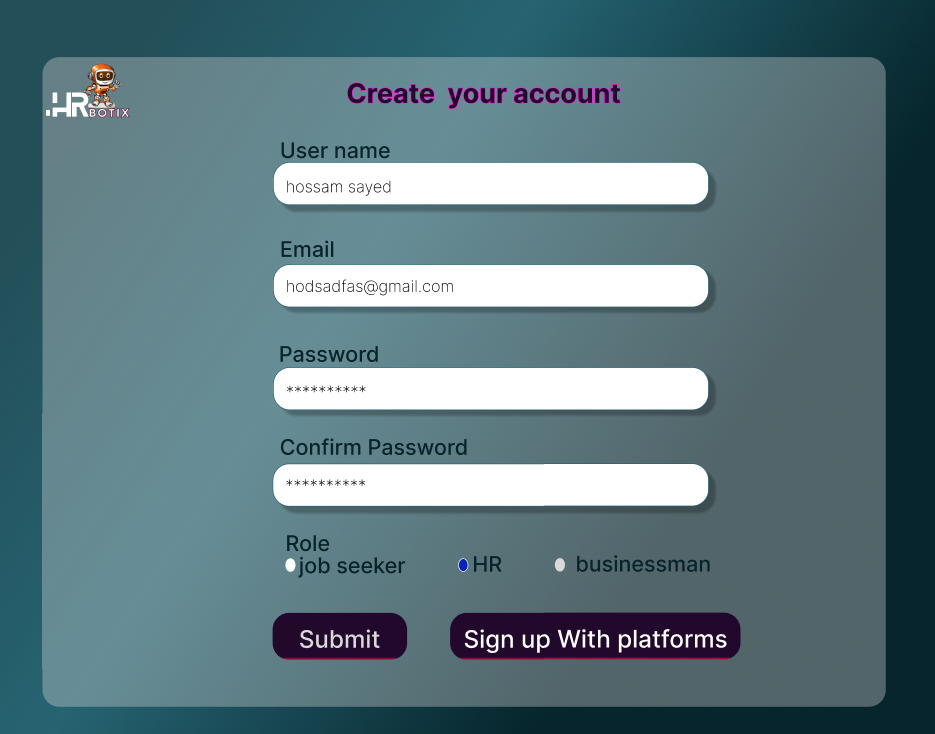 .HR
BOTIX
Create your account
User name
hossam sayed
Email
hodsadfas@gmail.com
Password
**********
Confirm Password
**********
Role
job seeker HR businessman
Submit Sign up With platforms